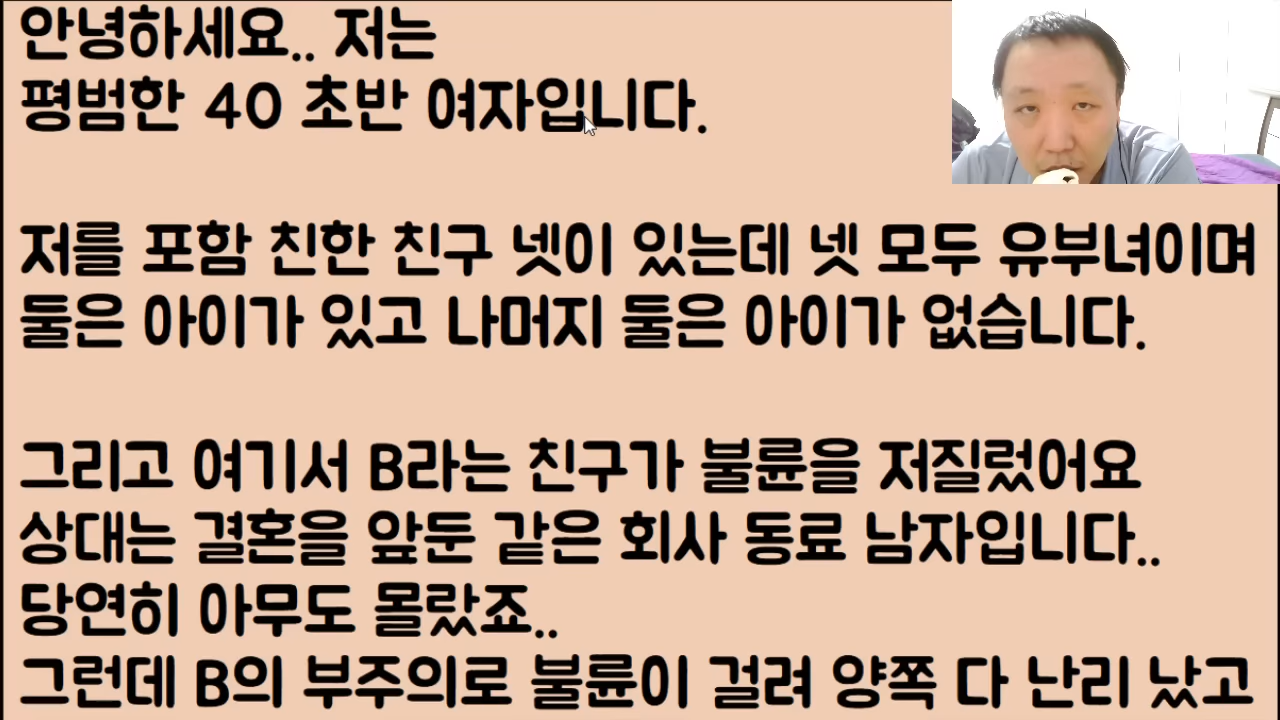 안녕하세요.. 저는
평범한 40 초반 여자입니다.
저를 포함 친한 친구 넷이 있는데 넷 모두 유부녀이며
둘은 아이가 있고 나머지 둘은 아이가 없습니다.
그리고 여기서 B라는 친구가 불륜을 저질렀어요
상대는 결혼을 앞둔 같은 회사 동료 남자입니다..
당연히 아무도 몰랐죠..
그런데 B의 부주의로 불륜이 걸려 양쪽 다 난리 났고